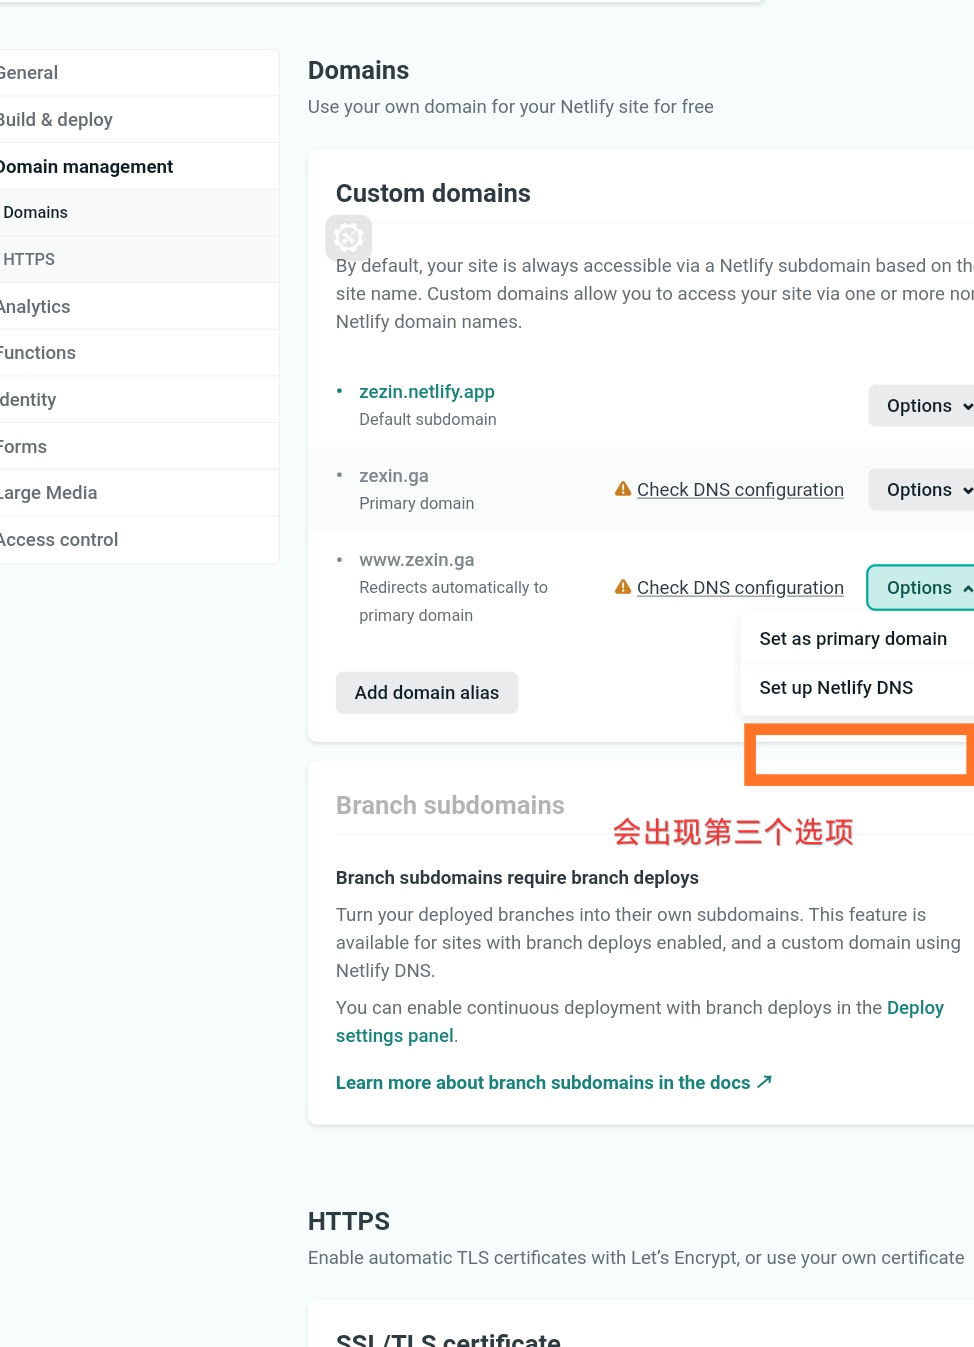 General
Build & deploy
Domain management
Domains
HTTPS
Analytics
Functions
Identity
Forms
Large Media
Access control
Domains
Use your own domain for your Netlify site for free
Custom domains
By default, your site is always accessible via a Netlify subdomain based on the
site name. Custom domains allow you to access your site via one or more non
Netlify domain names.
• zezin.netlify.app
Default subdomain
Options
• zexin.ga
Primary domain
Check DNS configuration
Options
• www.zexin.ga
Redirects automatically to
primary domain
Check DNS configuration
Options
Set as primary domain
Set up Netlify DNS
Add domain alias
会出现第三个选项
Branch subdomains
Branch subdomains require branch deploys
Turn your deployed branches into their own subdomains. This feature is
available for sites with branch deploys enabled, and a custom domain using
Netlify DNS.
You can enable continuous deployment with branch deploys in the Deploy
settings panel.
Learn more about branch subdomains in the docs ↗
HTTPS
Enable automatic TLS certificates with Let's Encrypt, or use your own certificate
SSL/TLS certificate